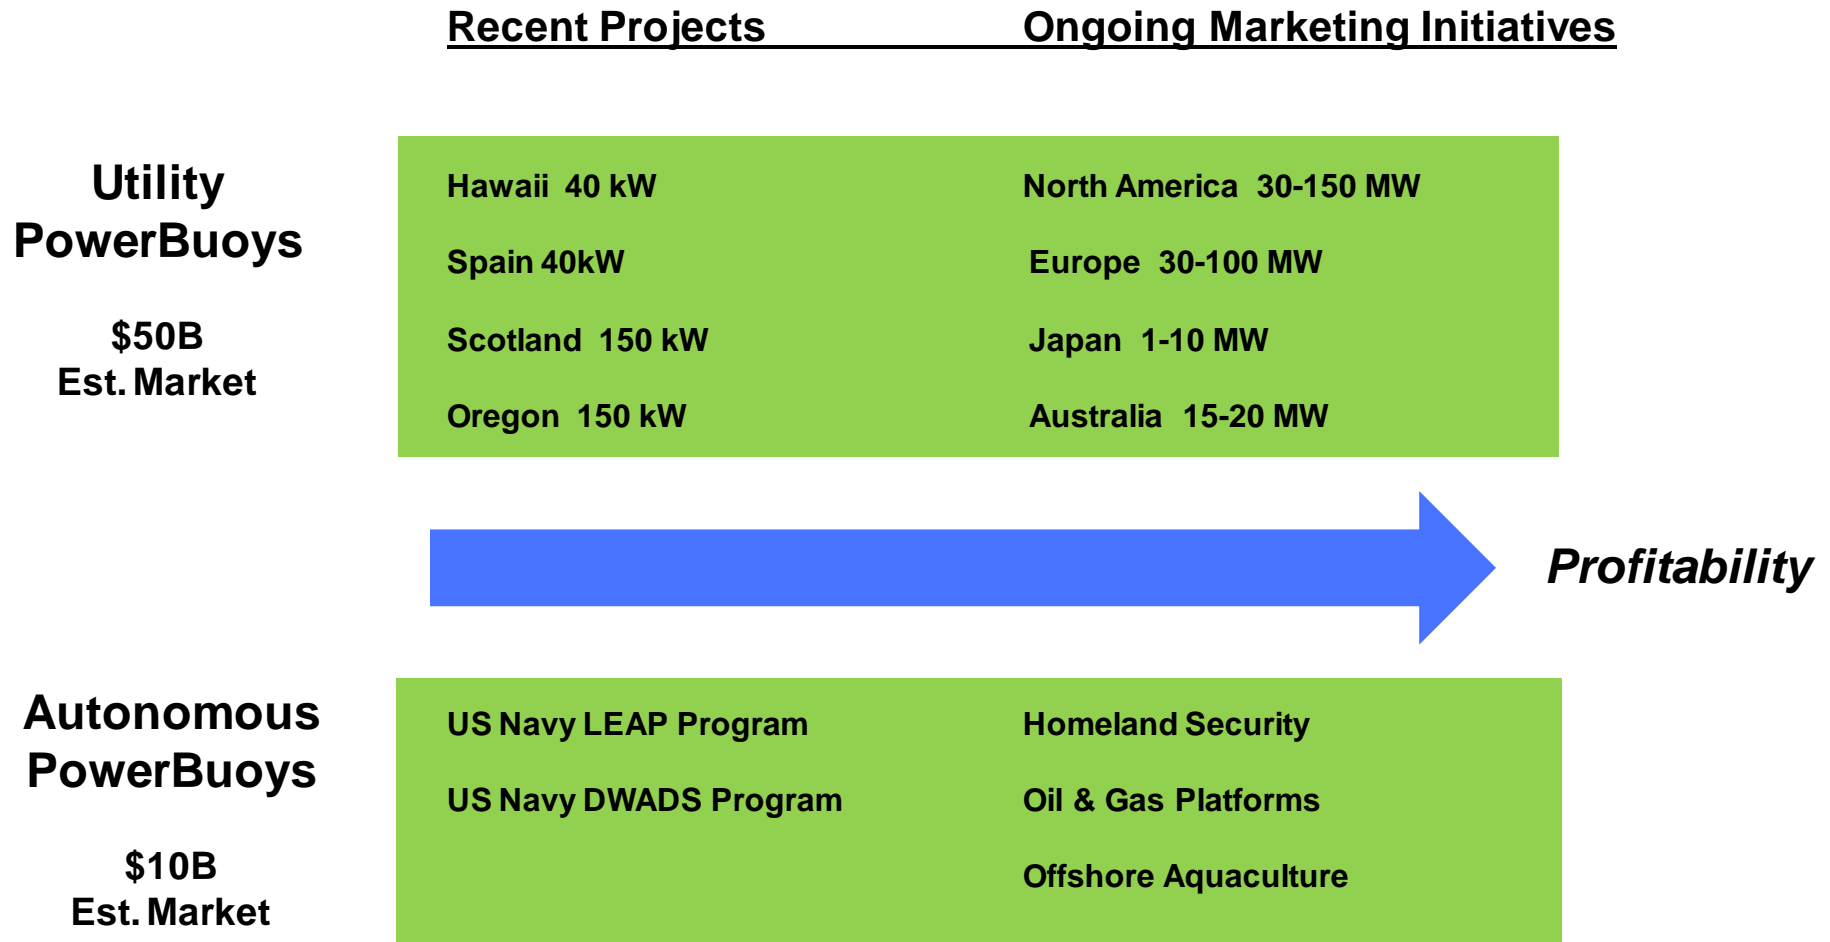 Recent Projects Ongoing Marketing Initiatives
Utility
PowerBuoys
$50B
Est. Market
Hawaii 40 kW North America 30-150 MW
Spain 40kW Europe 30-100 MW
Scotland 150 kW Japan 1-10 MW
Oregon 150 kW Australia 15-20 MW
Profitability
Autonomous
PowerBuoys
$10B
Est. Market
US Navy LEAP Program Homeland Security
US Navy DWADS Program Oil & Gas Platforms
Offshore Aquaculture